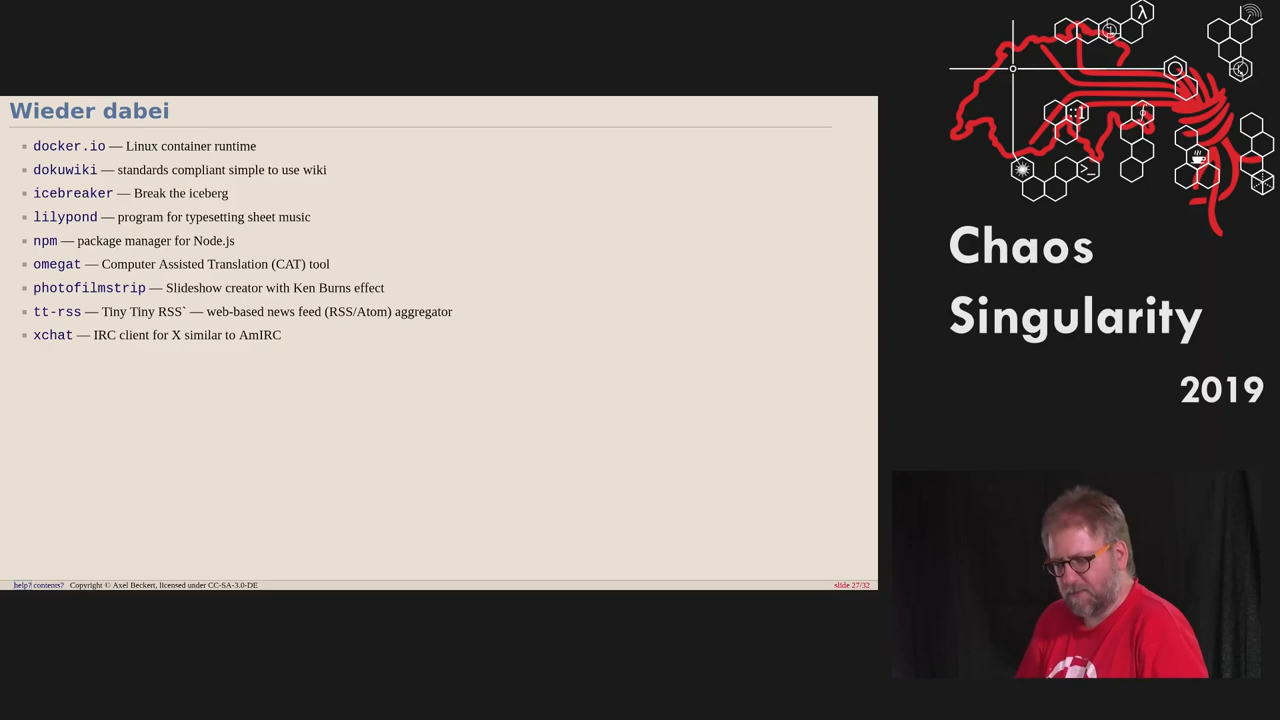 Wieder dabei
docker.io — Linux container runtime
dokuwiki — standards compliant simple to use wiki
icebreaker — Break the iceberg
lilypond — program for typesetting sheet music
npm — package manager for Node.js
omegat — Computer Assisted Translation (CAT) tool
photofilmstrip — Slideshow creator with Ken Burns effect
tt-rss — Tiny Tiny RSS` — web-based news feed (RSS/Atom) aggregator
xchat — IRC client for X similar to AmIRC
help? contents? Copyright © Axel Beckert, licensed under CC-SA-3.0-DE
slide 27/32
λ
::1
>_
Chaos
Singularity
2019